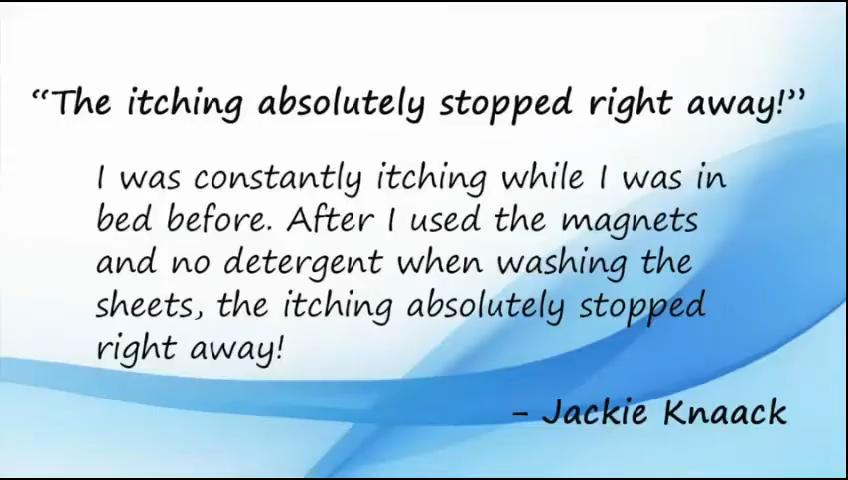 “The itching absolutely stopped right away!”
I was constantly itching while I was in
bed before. After I used the magnets
and no detergent when washing the
sheets, the itching absolutely stopped
right away!
- Jackie Knaack